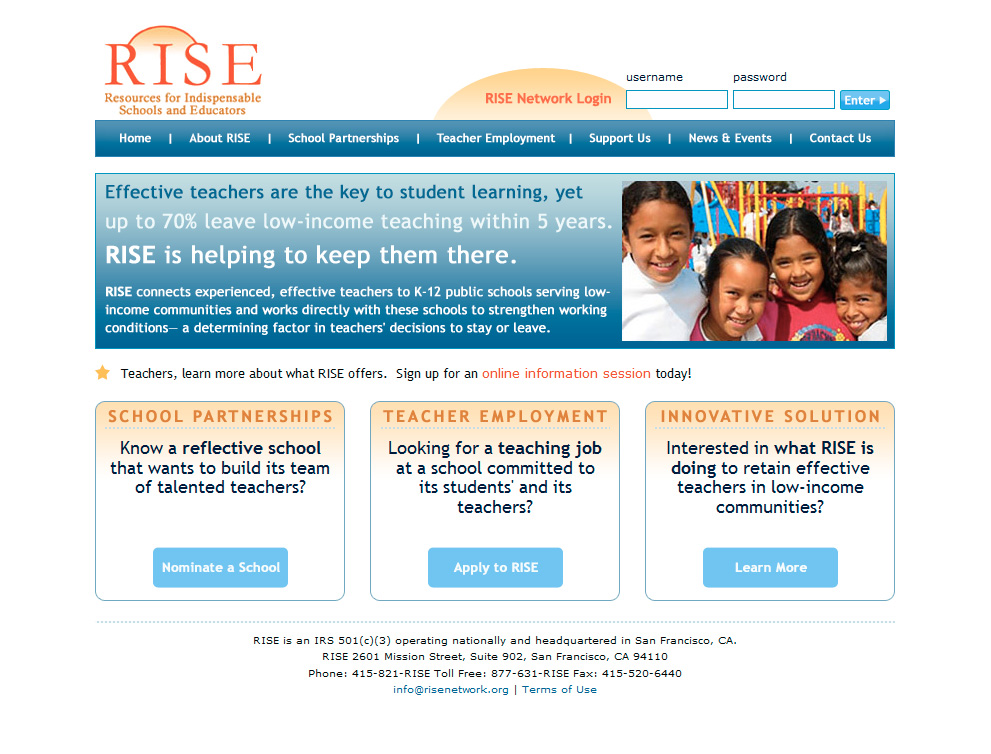 RISE
Resources for Indispensable
Schools and Educators
RISE Network Login
username
password
Enter
Home | About RISE | School Partnerships | Teacher Employment | Support Us | News & Events | Contact Us
Effective teachers are the key to student learning, yet
up to 70% leave low-income teaching within 5 years.
RISE is helping to keep them there.
RISE connects experienced, effective teachers to K-12 public schools serving low-
income communities and works directly with these schools to strengthen working
conditions— a determining factor in teachers' decisions to stay or leave.
Teachers, learn more about what RISE offers. Sign up for an online information session today!
SCHOOL PARTNERSHIPS
Know a reflective school
that wants to build its team
of talented teachers?
Nominate a School
TEACHER EMPLOYMENT
Looking for a teaching job
at a school committed to
its students' and its
teachers?
Apply to RISE
INNOVATIVE SOLUTION
Interested in what RISE is
doing to retain effective
teachers in low-income
communities?
Learn More
RISE is an IRS 501(c)(3) operating nationally and headquartered in San Francisco, CA.
RISE 2601 Mission Street, Suite 902, San Francisco, CA 94110
Phone: 415-821-RISE Toll Free: 877-631-RISE Fax: 415-520-6440
info@risenetwork.org | Terms of Use